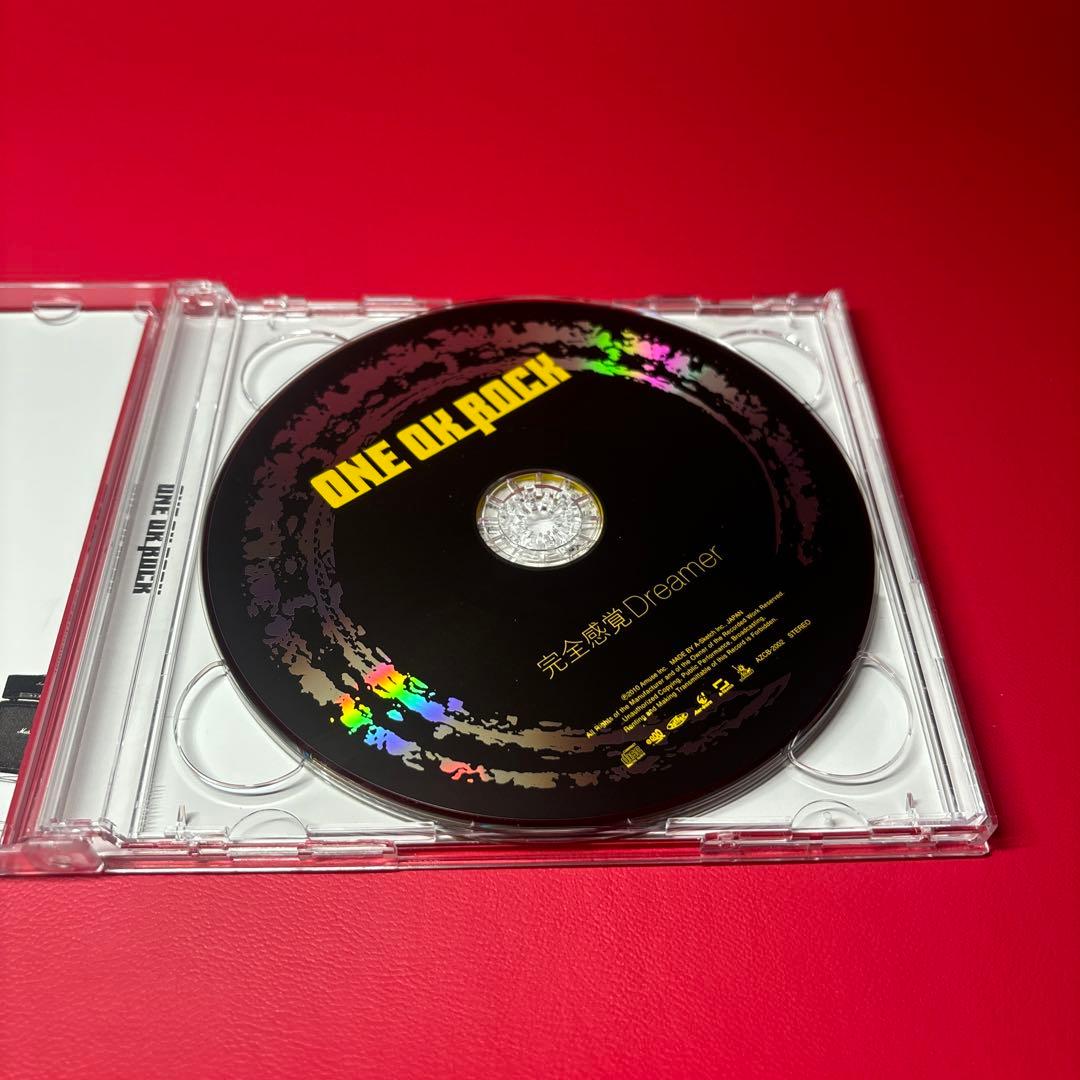 ONE OK ROCK
完全感覚Dreamer
℗2010 Amuse Inc. MADE BY A-Sketch Inc. JAPAN
All Rights of the Manufacturer and of the Owner of the Recorded Work Reserved.
Unauthorized Copying, Public Performance, Broadcasting,
Renting and Making Transmittable of this Record is Forbidden.
AZCB-2002 STEREO
ONE OK ROCK